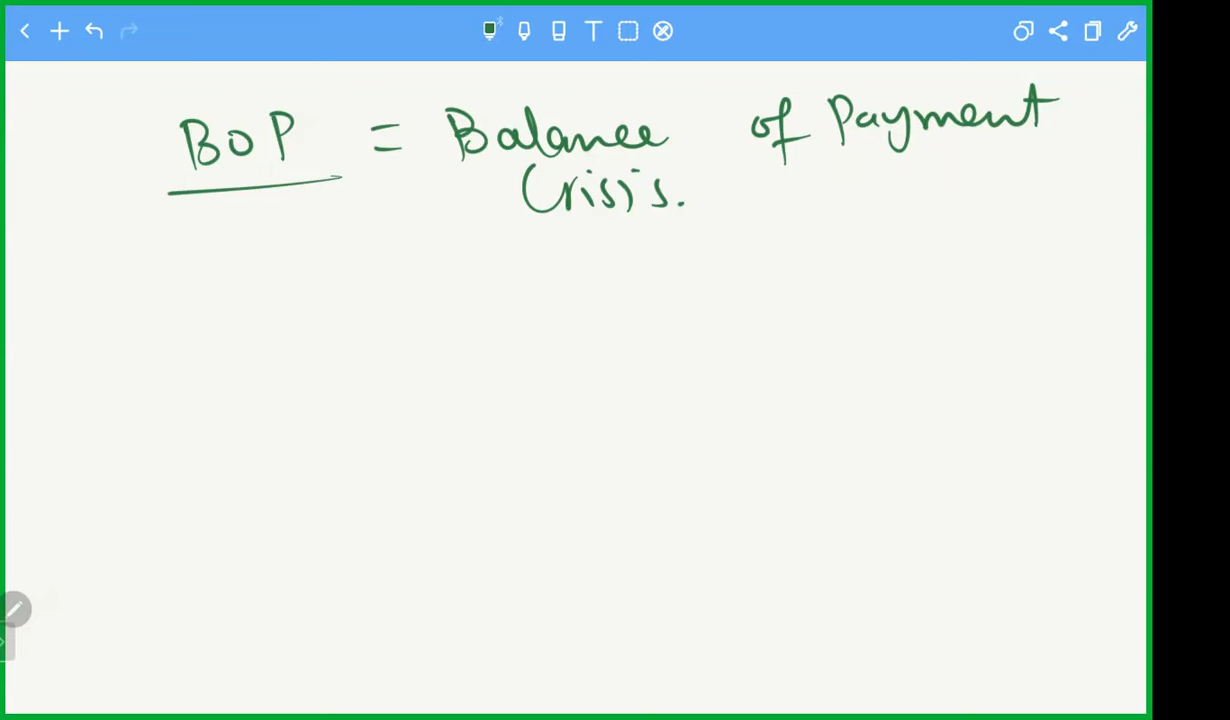 BOP = Balance of Payment
Crisis.